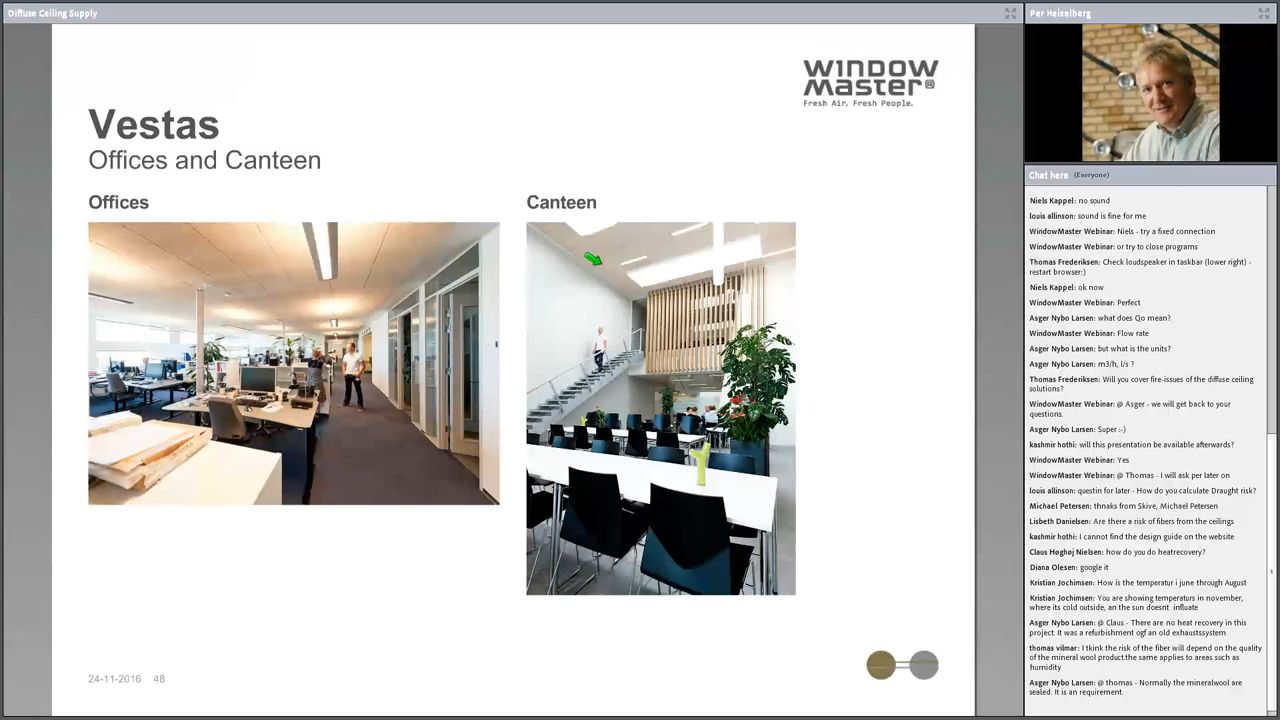 Diffuse Ceiling Supply
WINDOW
Master
Fresh Air. Fresh People.
Vestas
Offices and Canteen
Offices
Canteen
24-11-2016 48
Per Heiselberg
Chat here (Everyone)
Niels Kappel: no sound
louis allinson: sound is fine for me
WindowMaster Webinar: Niels - try a fixed connection
WindowMaster Webinar: or try to close programs
Thomas Frederiksen: Check loudspeaker in taskbar (lower right) -
restart browser:)
Niels Kappel: ok now
WindowMaster Webinar: Perfect
Asger Nybo Larsen: what does Qo mean?
WindowMaster Webinar: Flow rate
Asger Nybo Larsen: but what is the units?
Asger Nybo Larsen: m3/h, l/s ?
Thomas Frederiksen: Will you cover fire-issues of the diffuse ceiling
solutions?
WindowMaster Webinar: @ Asger - we will get back to your
questions.
Asger Nybo Larsen: Super :-)
kashmir hothi: will this presentation be available afterwards?
WindowMaster Webinar: Yes
WindowMaster Webinar: @ Thomas - I will ask per later on
louis allinson: questin for later - How do you calculate Draught risk?
Michael Petersen: thnaks from Skive, Michael Petersen
Lisbeth Danielsen: Are there a risk of fibers from the ceilings
kashmir hothi: I cannot find the design guide on the website
Claus Høghøj Nielsen: how do you do heatrecovery?
Diana Olesen: google it
Kristian Jochimsen: How is the temperatur i june through August
Kristian Jochimsen: You are showing temperaturs in november,
where its cold outside, an the sun doesnt influate
Asger Nybo Larsen: @ Claus - There are no heat recovery in this
project. It was a refurbishment ogf an old exhaustssystem
thomas vilmar: I tkink the risk of the fiber will depend on the quality
of the mineral wool product.the same applies to areas such as
humidity
Asger Nybo Larsen: @ thomas - Normally the mineralwool are
sealed. It is an requirement.